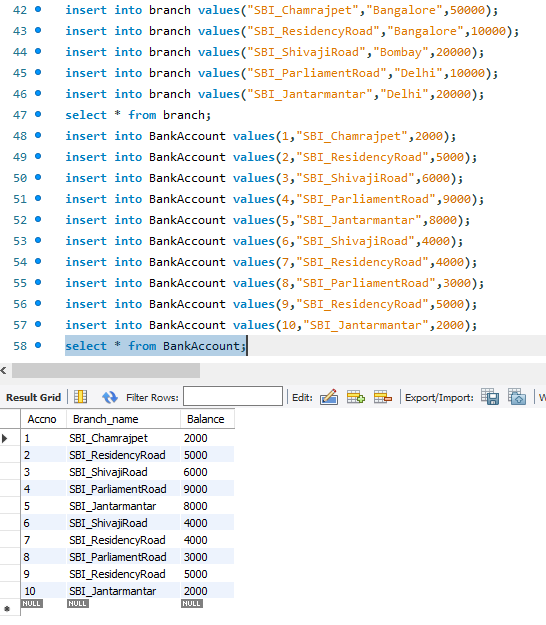 42 insert into branch values("SBI_Chamrajpet","Bangalore",50000);
43 insert into branch values("SBI_ResidencyRoad","Bangalore",10000);
44 insert into branch values("SBI_ShivajiRoad","Bombay",20000);
45 insert into branch values("SBI_ParliamentRoad","Delhi",10000);
46 insert into branch values("SBI_Jantarmantar","Delhi",20000);
47 select * from branch;
48 insert into BankAccount values(1,"SBI_Chamrajpet",2000);
49 insert into BankAccount values(2,"SBI_ResidencyRoad",5000);
50 insert into BankAccount values(3,"SBI_ShivajiRoad",6000);
51 insert into BankAccount values(4,"SBI_ParliamentRoad",9000);
52 insert into BankAccount values(5,"SBI_Jantarmantar",8000);
53 insert into BankAccount values(6,"SBI_ShivajiRoad",4000);
54 insert into BankAccount values(7,"SBI_ResidencyRoad",4000);
55 insert into BankAccount values(8,"SBI_ParliamentRoad",3000);
56 insert into BankAccount values(9,"SBI_ResidencyRoad",5000);
57 insert into BankAccount values(10,"SBI_Jantarmantar",2000);
58 select * from BankAccount;
Result Grid Filter Rows: Edit: Export/Import: W
Accno Branch_name Balance
1 SBI_Chamrajpet 2000
2 SBI_ResidencyRoad 5000
3 SBI_ShivajiRoad 6000
4 SBI_ParliamentRoad 9000
5 SBI_Jantarmantar 8000
6 SBI_ShivajiRoad 4000
7 SBI_ResidencyRoad 4000
8 SBI_ParliamentRoad 3000
9 SBI_ResidencyRoad 5000
10 SBI_Jantarmantar 2000
NULL NULL NULL